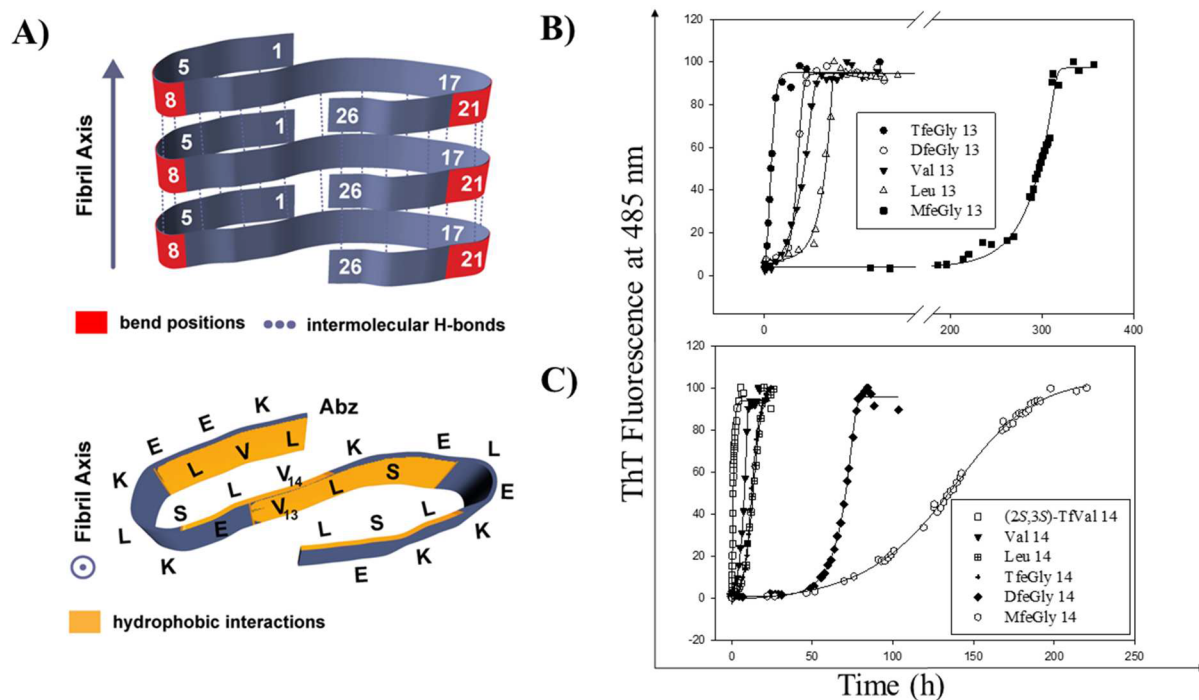 A)
Fibril Axis
5 1
8 17
26 21
5 1
8 17
26 21
5 1
8 17
26 21
bend positions intermolecular H-bonds
Fibril Axis
K E E K Abz
L V L
K L V14 K E L
S E V13 L S E
L K L S L K
E K K
hydrophobic interactions
ThT Fluorescence at 485 nm
B)
120
100
80
60
40
20
0
TfeGly 13
DfeGly 13
Val 13
Leu 13
MfeGly 13
0 200 300 400
C)
120
100
80
60
40
20
0
-20
(2S,3S)-TfVal 14
Val 14
Leu 14
TfeGly 14
DfeGly 14
MfeGly 14
0 50 100 150 200 250
Time (h)